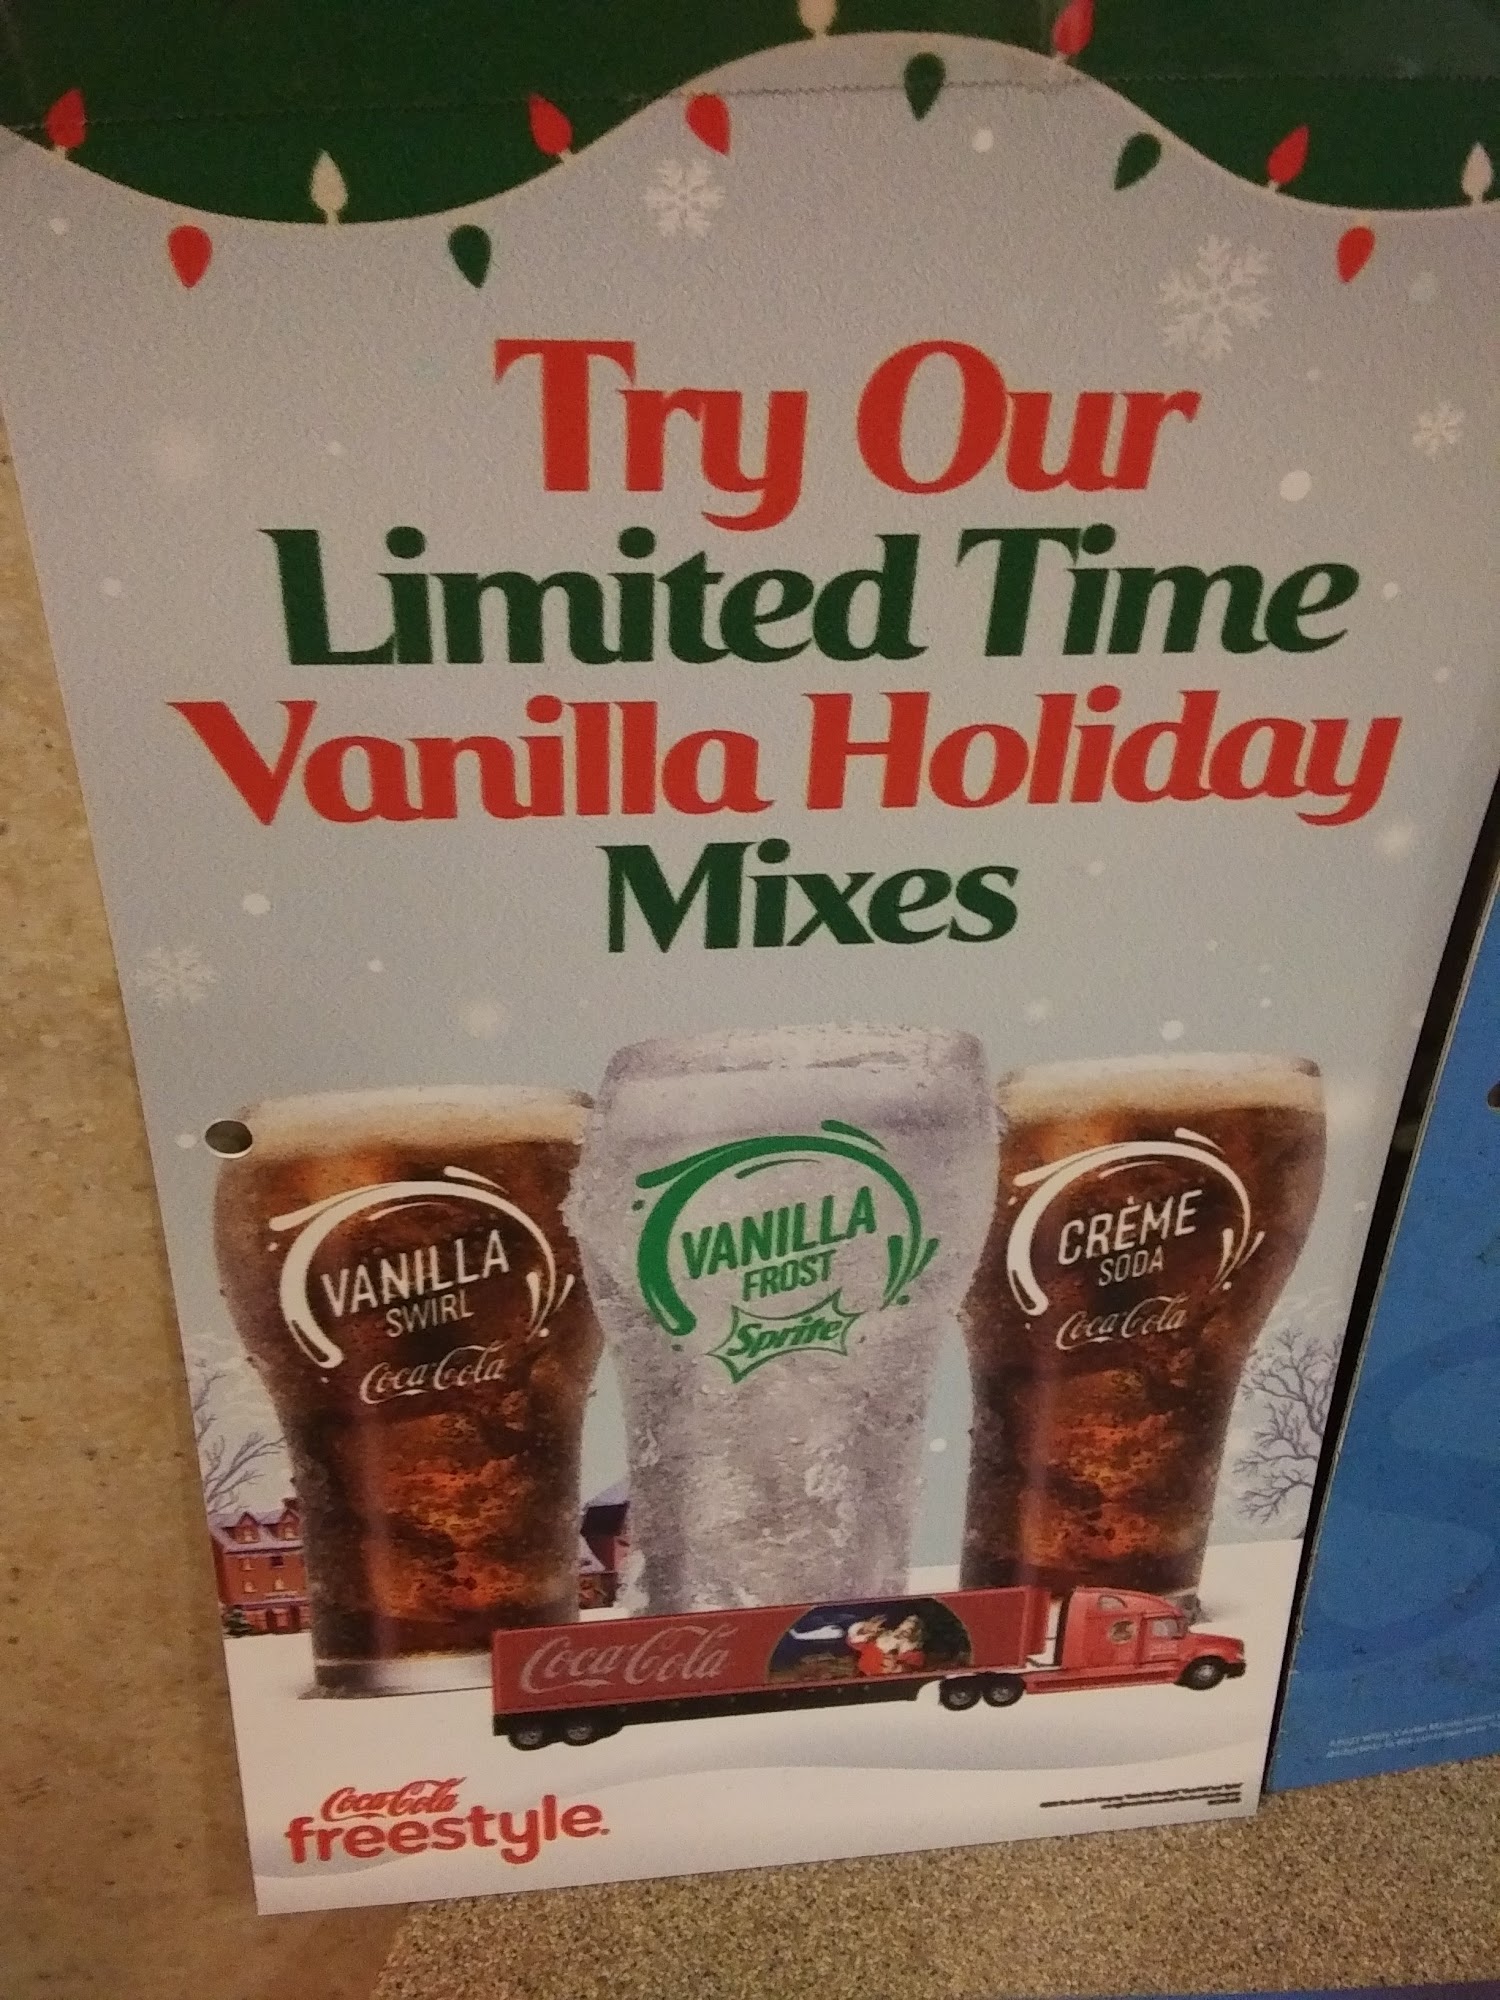 Try Our
Limited Time
Vanilla Holiday
Mixes
VANILLA
SWIRL
Coca-Cola
VANILLA
FROST
Sprite
CRÈME
SODA
Coca-Cola
Coca-Cola
Coca-Cola
freestyle.